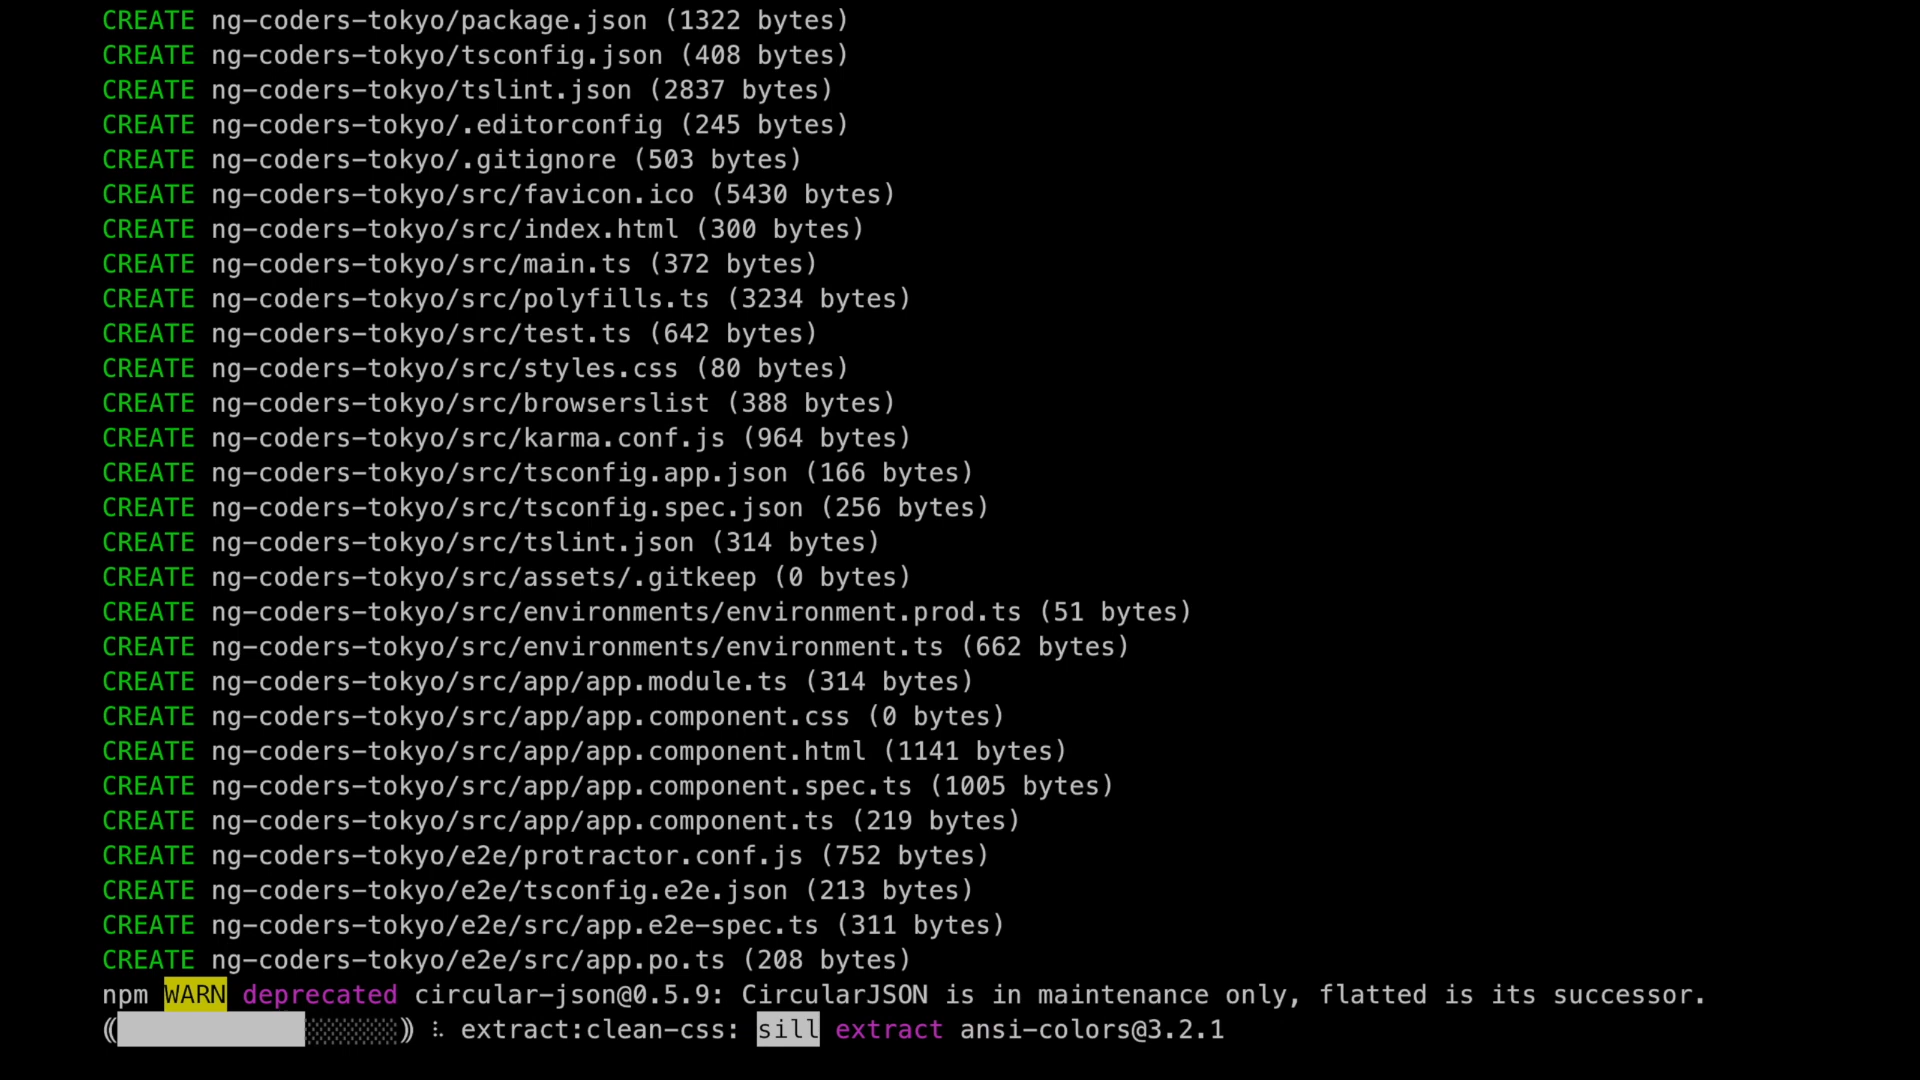 CREATE ng-coders-tokyo/package.json (1322 bytes)
CREATE ng-coders-tokyo/tsconfig.json (408 bytes)
CREATE ng-coders-tokyo/tslint.json (2837 bytes)
CREATE ng-coders-tokyo/.editorconfig (245 bytes)
CREATE ng-coders-tokyo/.gitignore (503 bytes)
CREATE ng-coders-tokyo/src/favicon.ico (5430 bytes)
CREATE ng-coders-tokyo/src/index.html (300 bytes)
CREATE ng-coders-tokyo/src/main.ts (372 bytes)
CREATE ng-coders-tokyo/src/polyfills.ts (3234 bytes)
CREATE ng-coders-tokyo/src/test.ts (642 bytes)
CREATE ng-coders-tokyo/src/styles.css (80 bytes)
CREATE ng-coders-tokyo/src/browserslist (388 bytes)
CREATE ng-coders-tokyo/src/karma.conf.js (964 bytes)
CREATE ng-coders-tokyo/src/tsconfig.app.json (166 bytes)
CREATE ng-coders-tokyo/src/tsconfig.spec.json (256 bytes)
CREATE ng-coders-tokyo/src/tslint.json (314 bytes)
CREATE ng-coders-tokyo/src/assets/.gitkeep (0 bytes)
CREATE ng-coders-tokyo/src/environments/environment.prod.ts (51 bytes)
CREATE ng-coders-tokyo/src/environments/environment.ts (662 bytes)
CREATE ng-coders-tokyo/src/app/app.module.ts (314 bytes)
CREATE ng-coders-tokyo/src/app/app.component.css (0 bytes)
CREATE ng-coders-tokyo/src/app/app.component.html (1141 bytes)
CREATE ng-coders-tokyo/src/app/app.component.spec.ts (1005 bytes)
CREATE ng-coders-tokyo/src/app/app.component.ts (219 bytes)
CREATE ng-coders-tokyo/e2e/protractor.conf.js (752 bytes)
CREATE ng-coders-tokyo/e2e/tsconfig.e2e.json (213 bytes)
CREATE ng-coders-tokyo/e2e/src/app.e2e-spec.ts (311 bytes)
CREATE ng-coders-tokyo/e2e/src/app.po.ts (208 bytes)
npm WARN deprecated circular-json@0.5.9: CircularJSON is in maintenance only, flatted is its successor.
extract:clean-css: sill extract ansi-colors@3.2.1